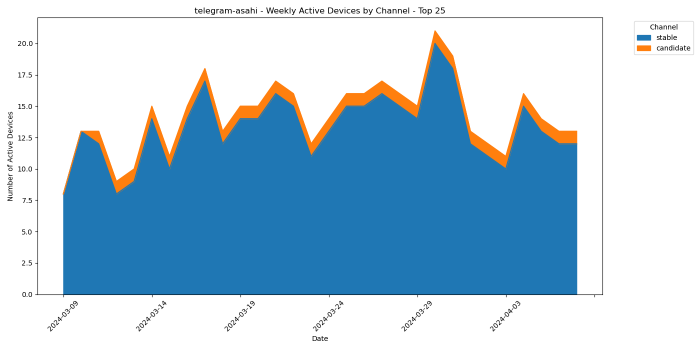 telegram-asahi - Weekly Active Devices by Channel - Top 25
Channel
stable
candidate
Number of Active Devices
20.0
17.5
15.0
12.5
10.0
7.5
5.0
2.5
0.0
2024-03-09
2024-03-14
2024-03-19
2024-03-24
2024-03-29
2024-04-03
Date